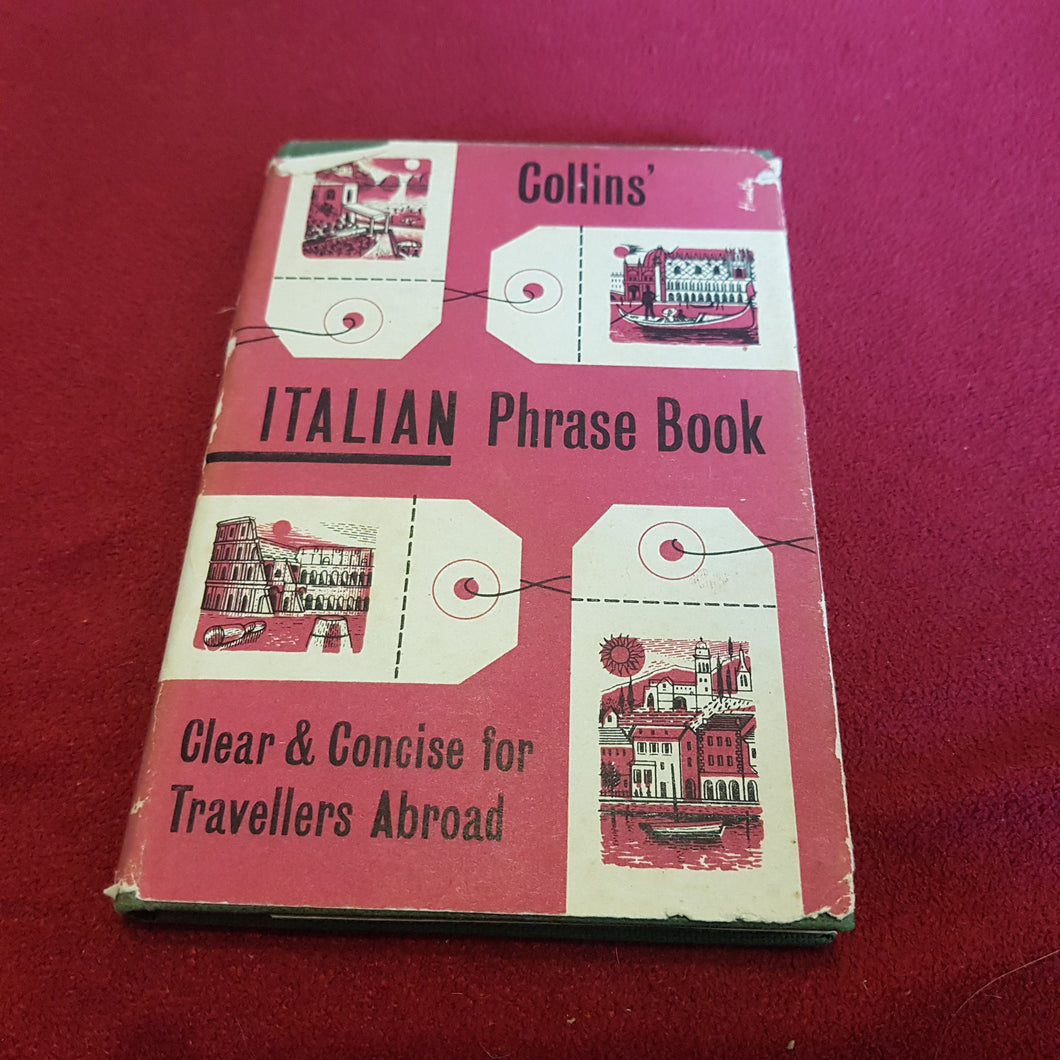 Collins'
ITALIAN Phrase Book
Clear & Concise for
Travellers Abroad